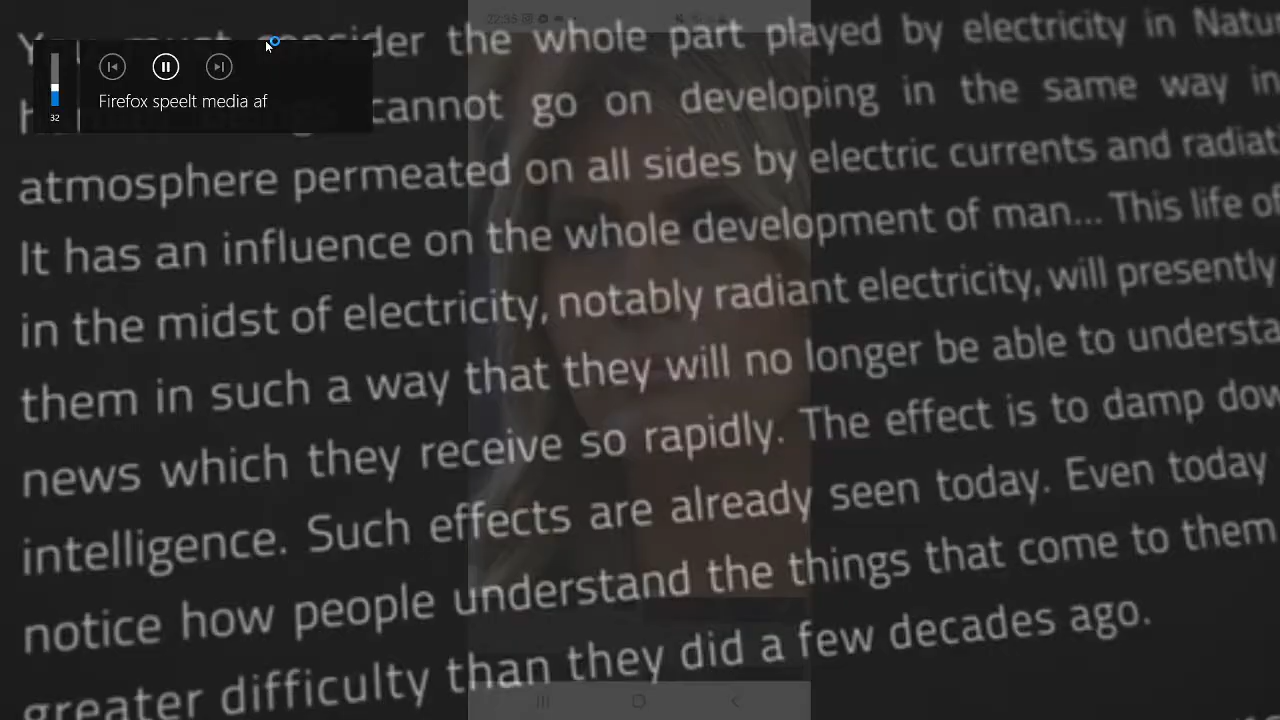 22:35
consider the whole part played by electricity in Natur
32
Firefox speelt media af
cannot go on developing in the same way in
atmosphere permeated on all sides by electric currents and radiat
It has an influence on the whole development of man... This life of
in the midst of electricity, notably radiant electricity, will presently
them in such a way that they will no longer be able to understa
news which they receive so rapidly. The effect is to damp dow
intelligence. Such effects are already seen today. Even today
notice how people understand the things that come to them
greater difficulty than they did a few decades ago.